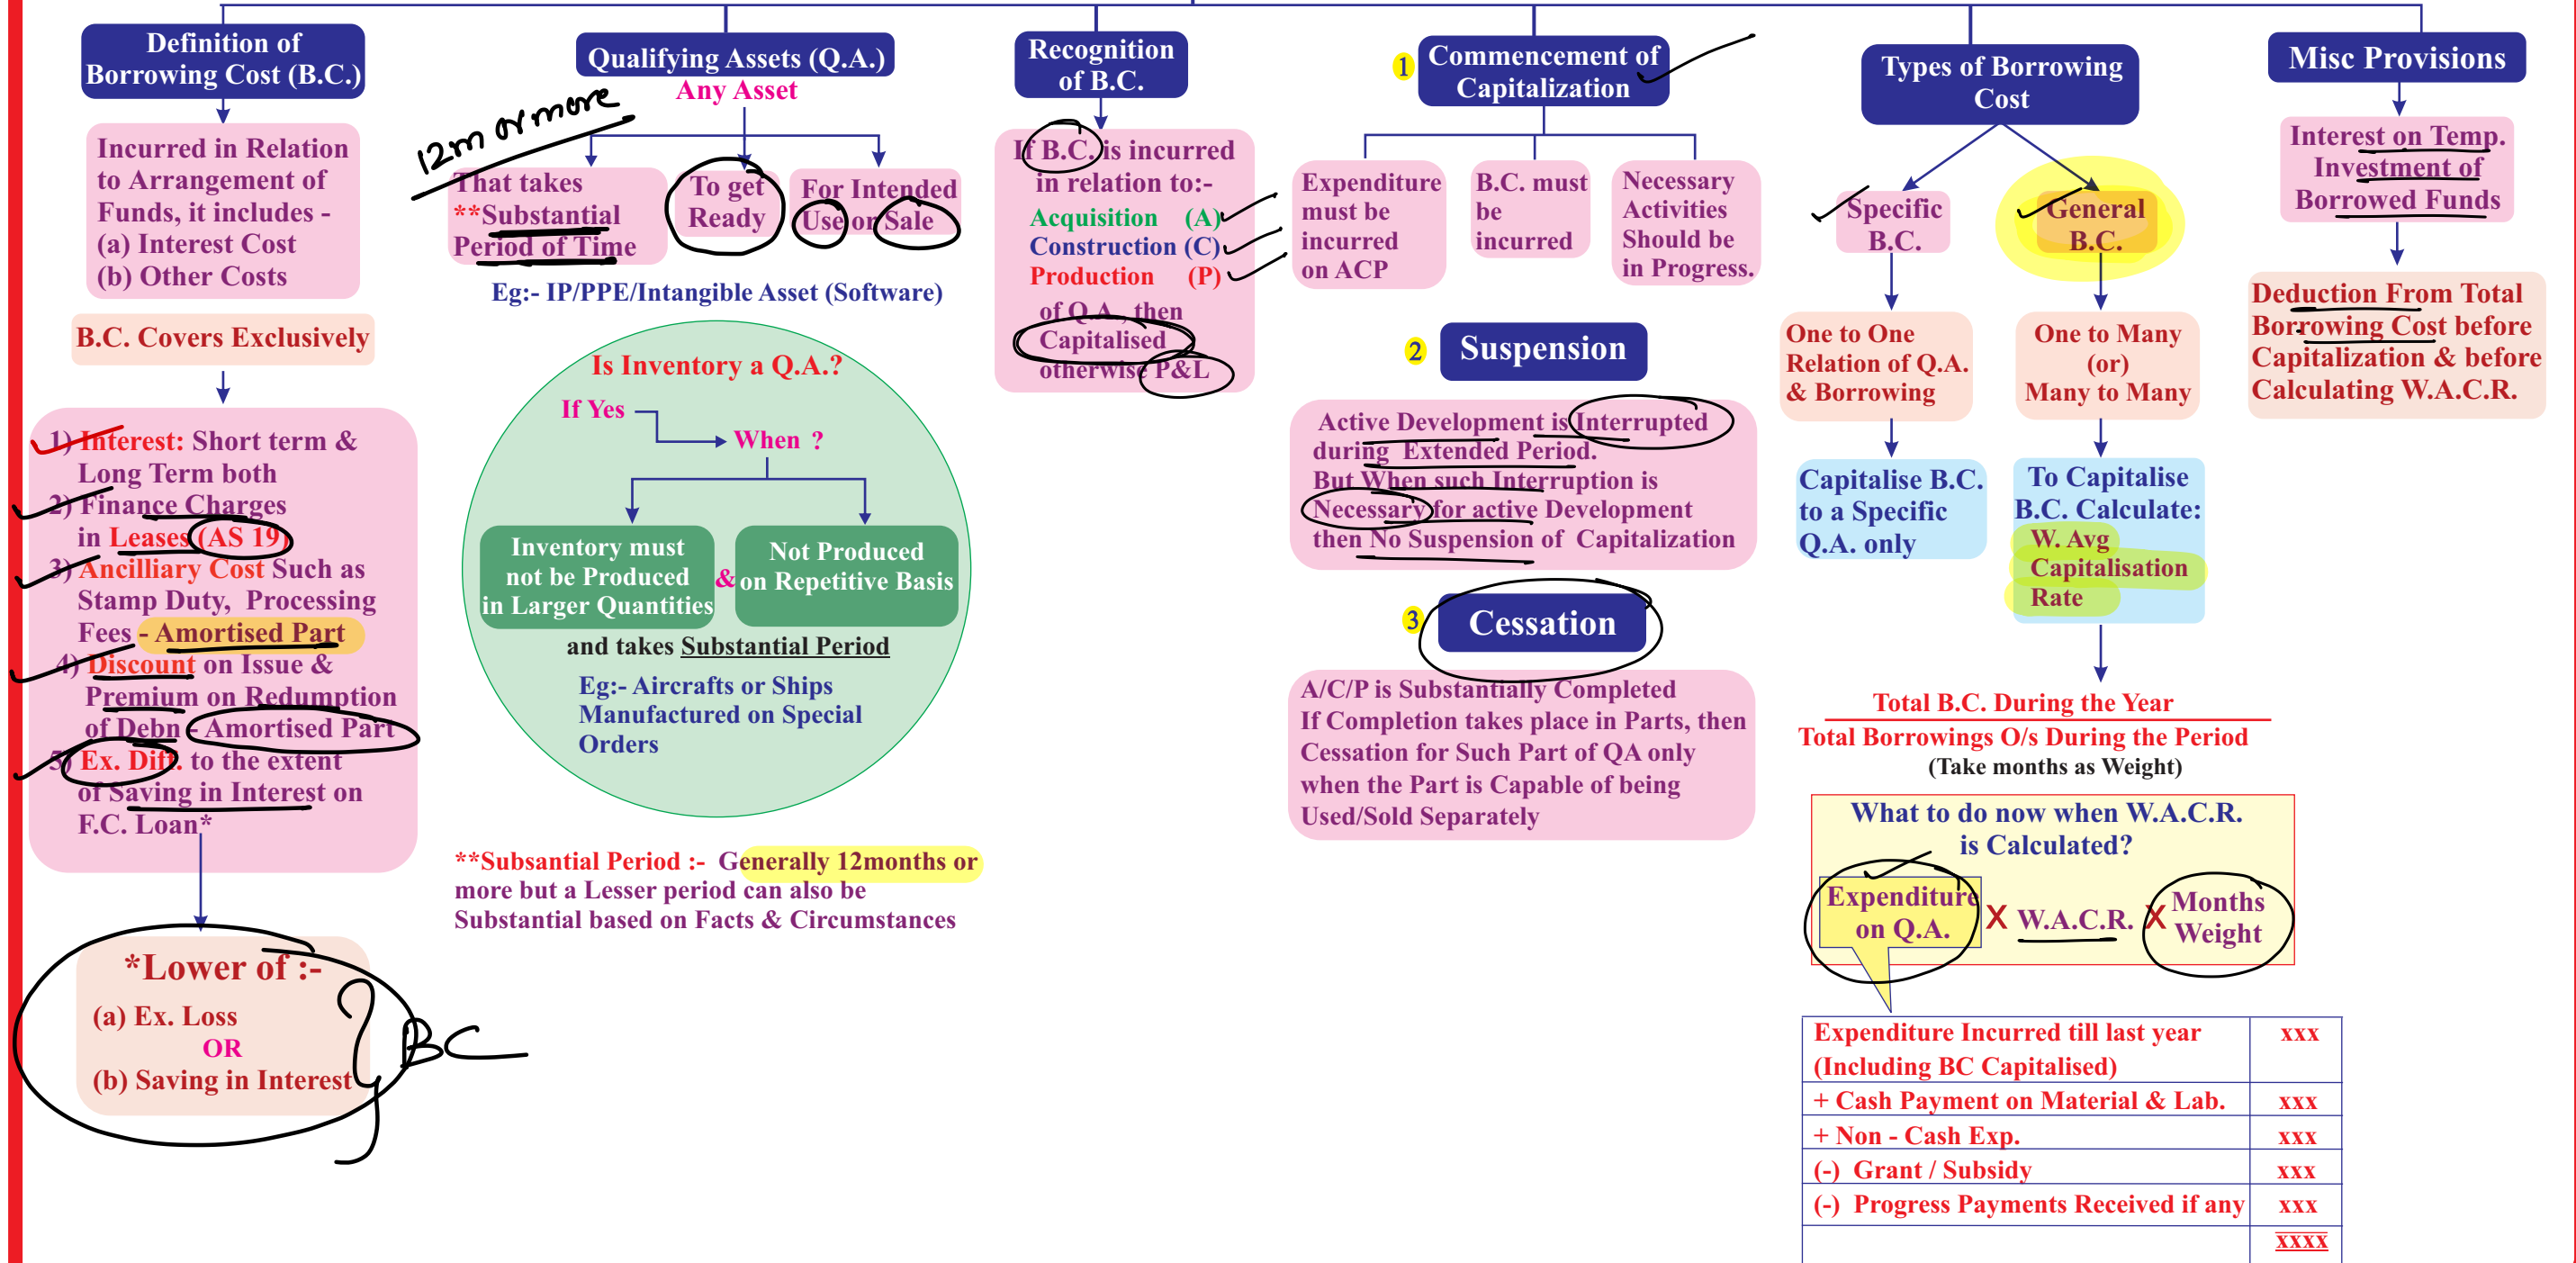 Definition of
Borrowing Cost (B.C.)
Incurred in Relation
to Arrangement of
Funds, it includes -
(a) Interest Cost
(b) Other Costs
B.C. Covers Exclusively
1) Interest: Short term &
Long Term both
2) Finance Charges
in Leases (AS 19)
3) Ancilliary Cost Such as
Stamp Duty, Processing
Fees - Amortised Part
4) Discount on Issue &
Premium on Redumption
of Debn - Amortised Part
5) Ex. Diff. to the extent
of Saving in Interest on
F.C. Loan*
*Lower of :-
(a) Ex. Loss
OR
(b) Saving in Interest
BC
Qualifying Assets (Q.A.)
Any Asset
12m or more
That takes
**Substantial
Period of Time
To get
Ready
For Intended
Use or Sale
Eg:- IP/PPE/Intangible Asset (Software)
Is Inventory a Q.A.?
If Yes
When ?
Inventory must
not be Produced
in Larger Quantities
&
Not Produced
on Repetitive Basis
and takes Substantial Period
Eg:- Aircrafts or Ships
Manufactured on Special
Orders
**Subsantial Period :- Generally 12months or
more but a Lesser period can also be
Substantial based on Facts & Circumstances
Recognition
of B.C.
If B.C. is incurred
in relation to:-
Acquisition (A)
Construction (C)
Production (P)
of Q.A., then
Capitalised
otherwise P&L
1
Commencement of
Capitalization
Expenditure
must be
incurred
on ACP
B.C. must
be
incurred
Necessary
Activities
Should be
in Progress.
2
Suspension
Active Development is Interrupted
during Extended Period.
But When such Interruption is
Necessary for active Development
then No Suspension of Capitalization
3
Cessation
A/C/P is Substantially Completed
If Completion takes place in Parts, then
Cessation for Such Part of QA only
when the Part is Capable of being
Used/Sold Separately
Types of Borrowing
Cost
Specific
B.C.
One to One
Relation of Q.A.
& Borrowing
Capitalise B.C.
to a Specific
Q.A. only
General
B.C.
One to Many
(or)
Many to Many
To Capitalise
B.C. Calculate:
W. Avg
Capitalisation
Rate
Total B.C. During the Year
Total Borrowings O/s During the Period
(Take months as Weight)
What to do now when W.A.C.R.
is Calculated?
Expenditure
on Q.A.
X W.A.C.R. X
Months
Weight
Expenditure Incurred till last year xxx
(Including BC Capitalised)
+ Cash Payment on Material & Lab. xxx
+ Non - Cash Exp. xxx
(-) Grant / Subsidy xxx
(-) Progress Payments Received if any xxx
xxxx
Misc Provisions
Interest on Temp.
Investment of
Borrowed Funds
Deduction From Total
Borrowing Cost before
Capitalization & before
Calculating W.A.C.R.